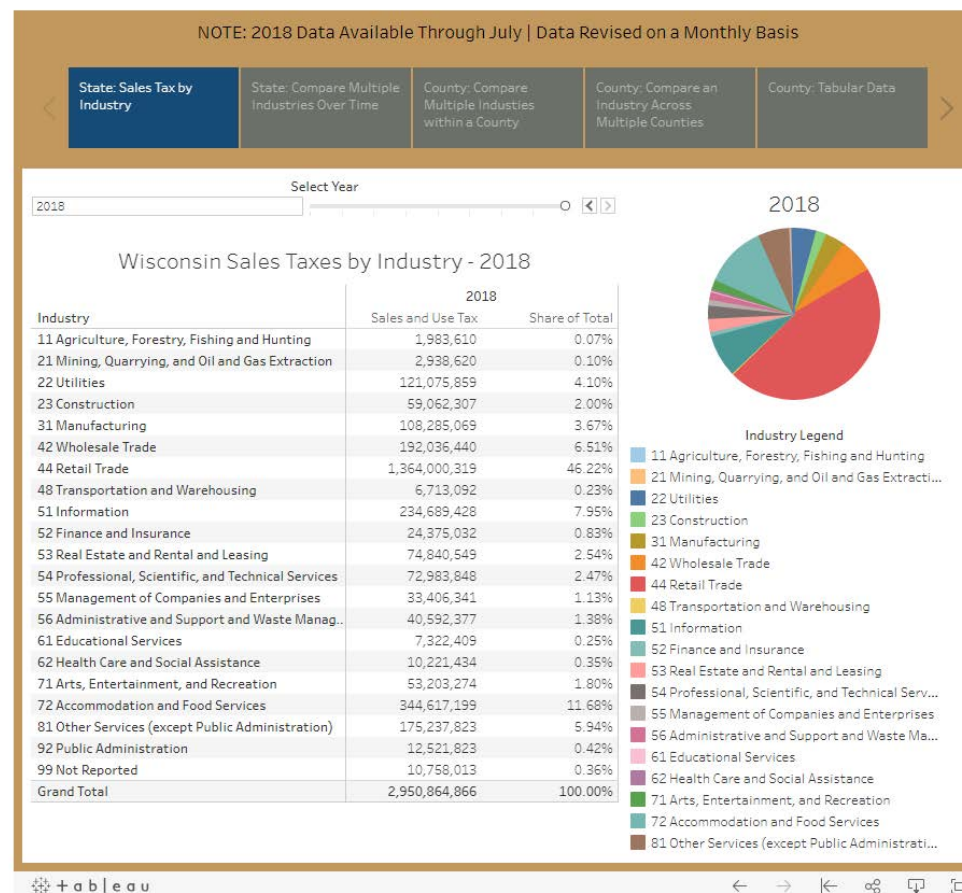 NOTE: 2018 Data Available Through July | Data Revised on a Monthly Basis
State: Sales Tax by
Industry
State: Compare Multiple
Industries Over Time
County: Compare
Multiple Industies
within a County
County: Compare an
Industry Across
Multiple Counties
County: Tabular Data
Select Year
2018
Wisconsin Sales Taxes by Industry - 2018
2018
Industry Sales and Use Tax Share of Total
11 Agriculture, Forestry, Fishing and Hunting 1,983,610 0.07%
21 Mining, Quarrying, and Oil and Gas Extraction 2,938,620 0.10%
22 Utilities 121,075,859 4.10%
23 Construction 59,062,307 2.00%
31 Manufacturing 108,285,069 3.67%
42 Wholesale Trade 192,036,440 6.51%
44 Retail Trade 1,364,000,319 46.22%
48 Transportation and Warehousing 6,713,092 0.23%
51 Information 234,689,428 7.95%
52 Finance and Insurance 24,375,032 0.83%
53 Real Estate and Rental and Leasing 74,840,549 2.54%
54 Professional, Scientific, and Technical Services 72,983,848 2.47%
55 Management of Companies and Enterprises 33,406,341 1.13%
56 Administrative and Support and Waste Manag.. 40,592,377 1.38%
61 Educational Services 7,322,409 0.25%
62 Health Care and Social Assistance 10,221,434 0.35%
71 Arts, Entertainment, and Recreation 53,203,274 1.80%
72 Accommodation and Food Services 344,617,199 11.68%
81 Other Services (except Public Administration) 175,237,823 5.94%
92 Public Administration 12,521,823 0.42%
99 Not Reported 10,758,013 0.36%
Grand Total 2,950,864,866 100.00%
2018
Industry Legend
11 Agriculture, Forestry, Fishing and Hunting
21 Mining, Quarrying, and Oil and Gas Extracti...
22 Utilities
23 Construction
31 Manufacturing
42 Wholesale Trade
44 Retail Trade
48 Transportation and Warehousing
51 Information
52 Finance and Insurance
53 Real Estate and Rental and Leasing
54 Professional, Scientific, and Technical Serv...
55 Management of Companies and Enterprises
56 Administrative and Support and Waste Ma...
61 Educational Services
62 Health Care and Social Assistance
71 Arts, Entertainment, and Recreation
72 Accommodation and Food Services
81 Other Services (except Public Administrati...
+ableau